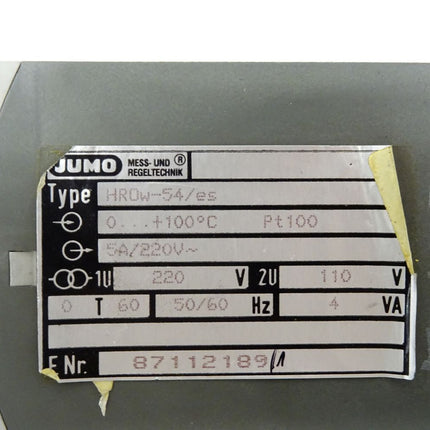 JUMO MESS- UND REGELTECHNIK ®
Type HROw-54/es
0...+100°C Pt100
5A/220V~
1U 220 V 2U 110 V
0 T 60 50/60 Hz 4 VA
F Nr. 87112189/1